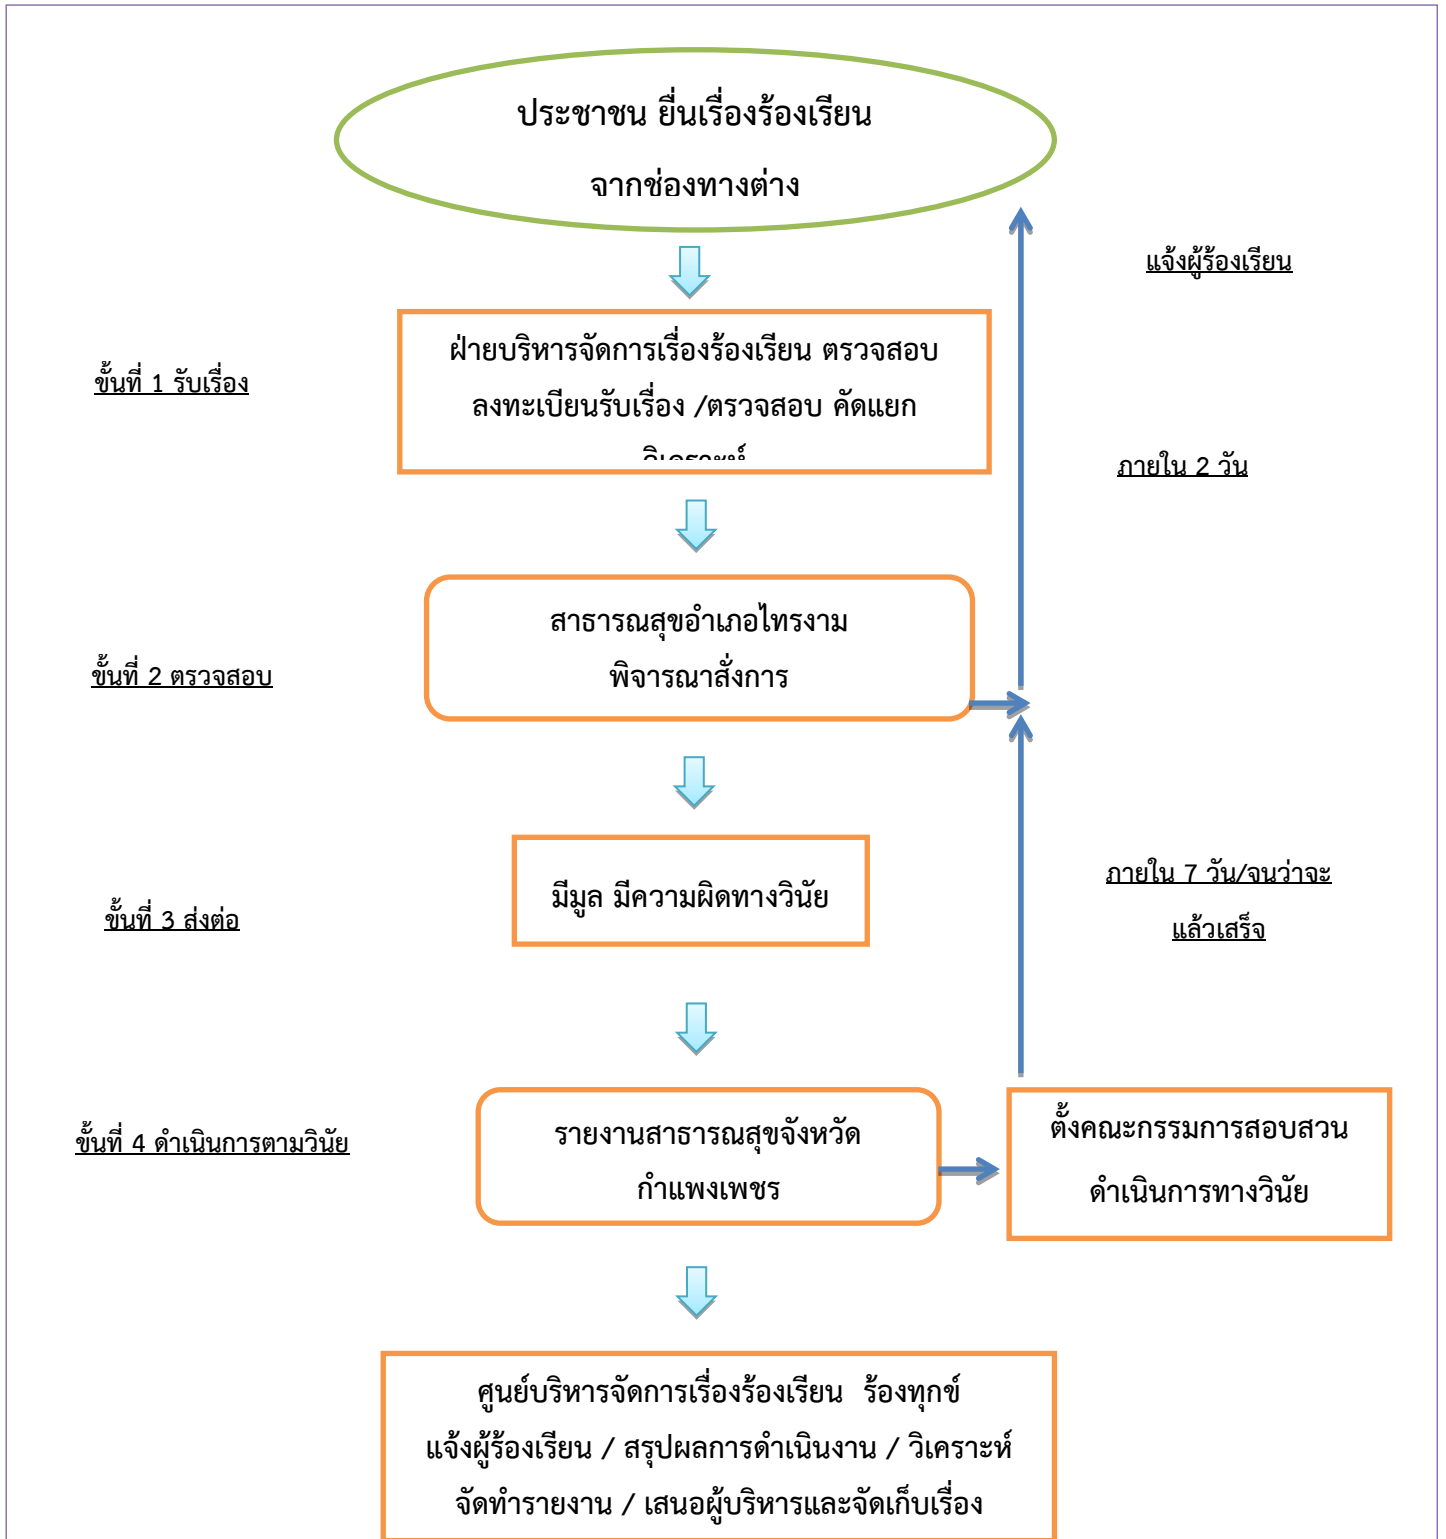 ประชาชน ยื่นเรื่องร้องเรียน
จากช่องทางต่าง
แจ้งผู้ร้องเรียน
ขั้นที่ 1 รับเรื่อง
ฝ่ายบริหารจัดการเรื่องร้องเรียน ตรวจสอบ
ลงทะเบียนรับเรื่อง /ตรวจสอบ คัดแยก
วิเคราะห์
ภายใน 2 วัน
ขั้นที่ 2 ตรวจสอบ
สาธารณสุขอำเภอไทรงาม
พิจารณาสั่งการ
ขั้นที่ 3 ส่งต่อ
มีมูล มีความผิดทางวินัย
ภายใน 7 วัน/จนว่าจะ
แล้วเสร็จ
ขั้นที่ 4 ดำเนินการตามวินัย
รายงานสาธารณสุขจังหวัด
กำแพงเพชร
ตั้งคณะกรรมการสอบสวน
ดำเนินการทางวินัย
ศูนย์บริหารจัดการเรื่องร้องเรียน  ร้องทุกข์
แจ้งผู้ร้องเรียน / สรุปผลการดำเนินงาน / วิเคราะห์
จัดทำรายงาน / เสนอผู้บริหารและจัดเก็บเรื่อง